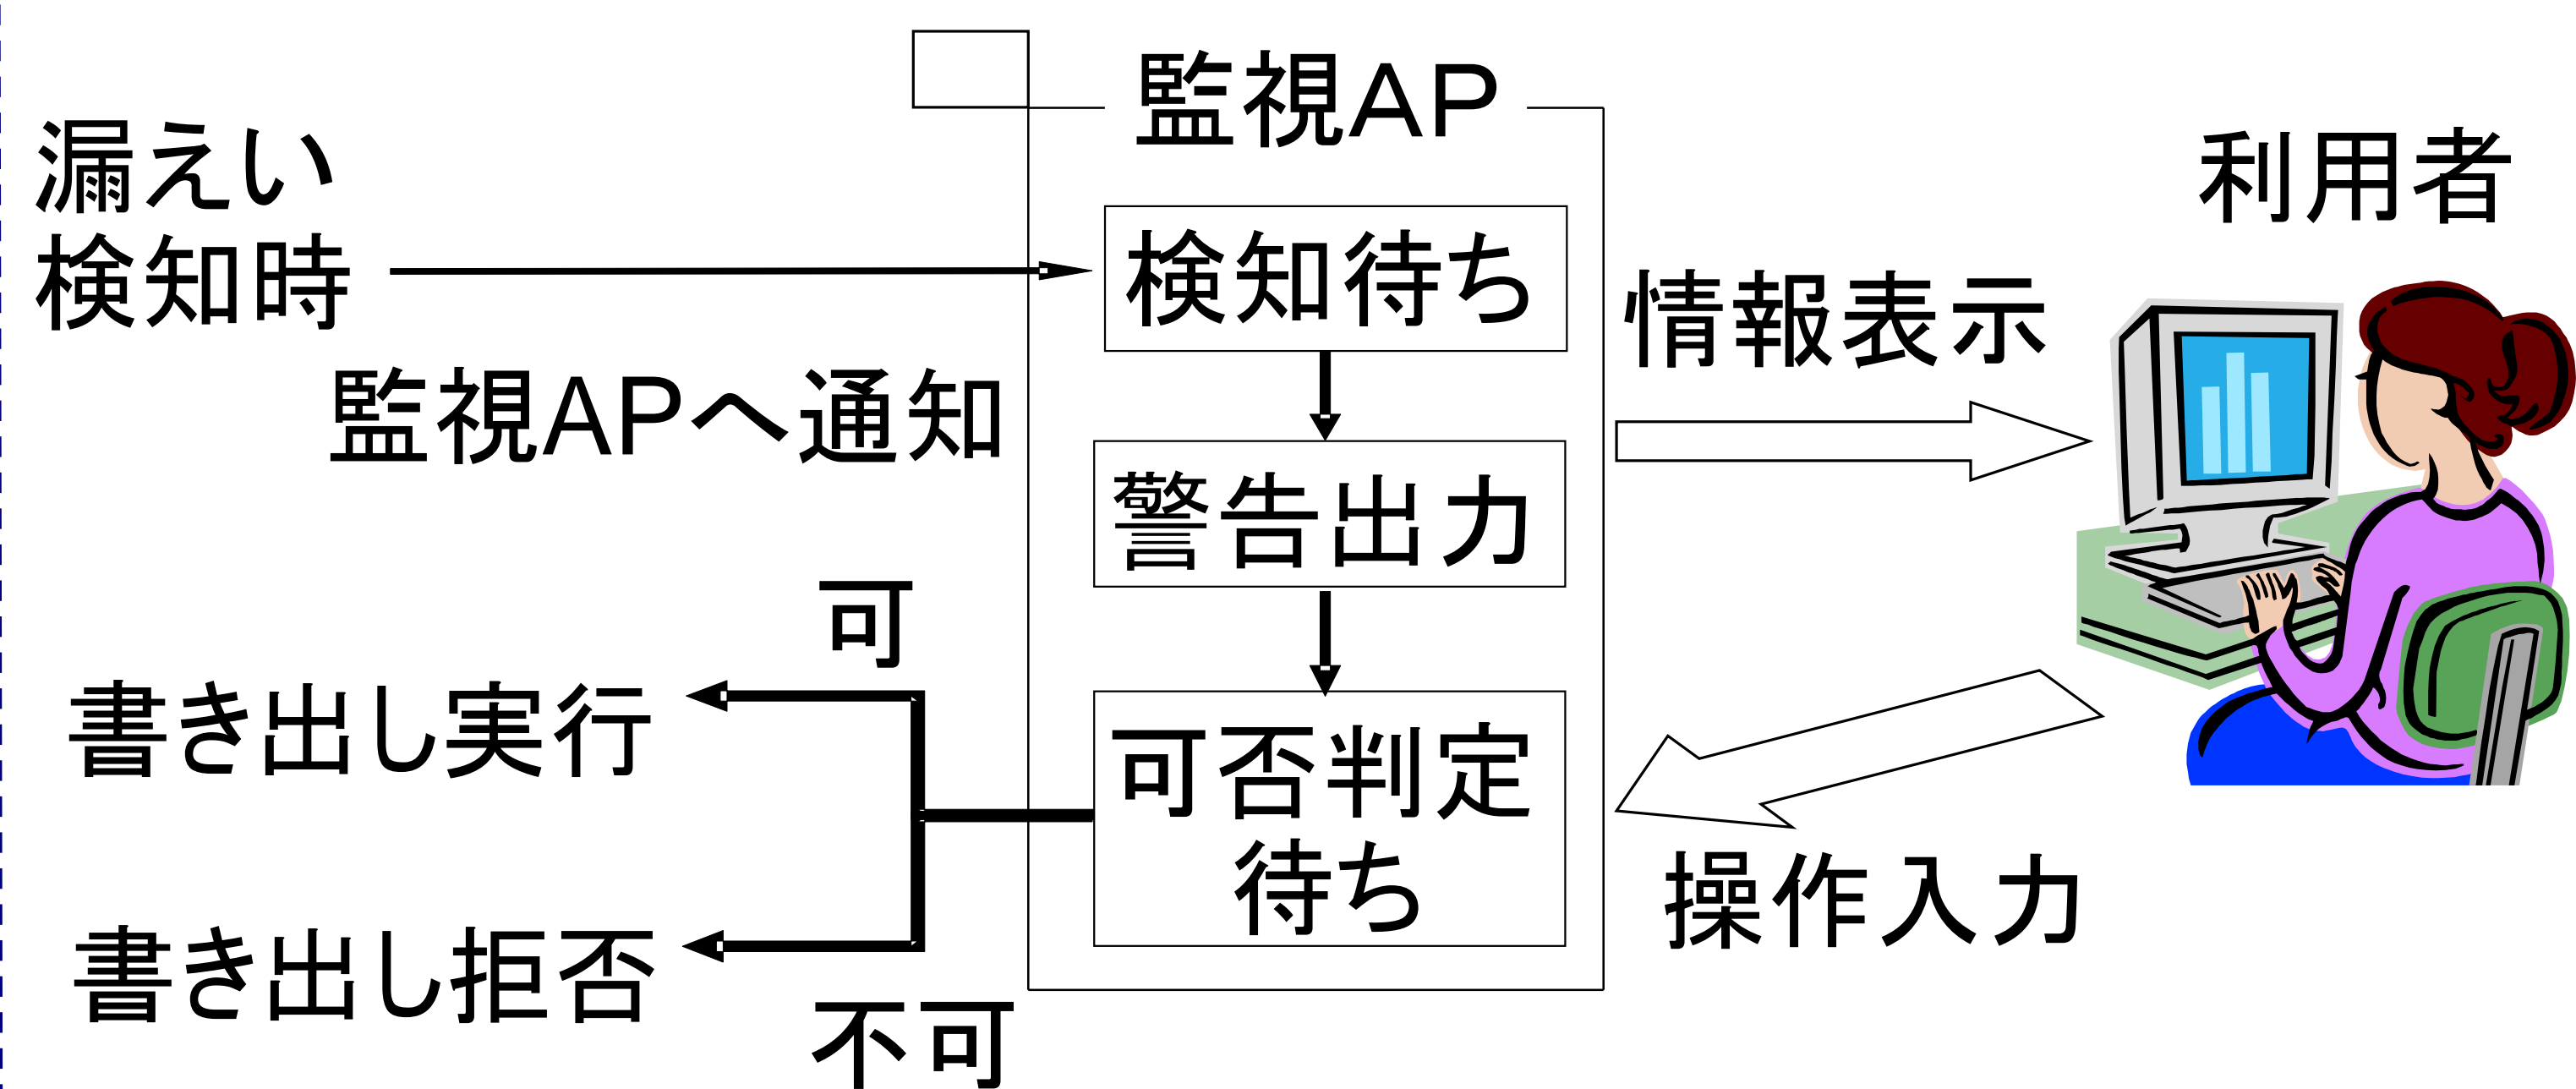 監視AP
漏えい
検知時
利用者
検知待ち
情報表示
監視APへ通知
警告出力
可
書き出し実行
可否判定
待ち
操作入力
書き出し拒否
不可